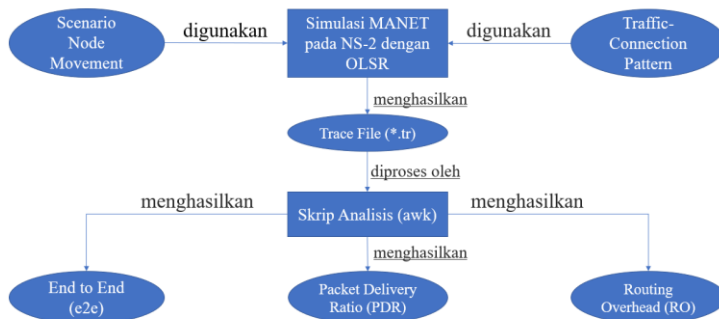 Scenario
Node
Movement
digunakan
Simulasi MANET
pada NS-2 dengan
OLSR
digunakan
Traffic-
Connection
Pattern
menghasilkan
Trace File (*.tr)
diproses oleh
menghasilkan
Skrip Analisis (awk)
menghasilkan
menghasilkan
End to End
(e2e)
Packet Delivery
Ratio (PDR)
Routing
Overhead (RO)